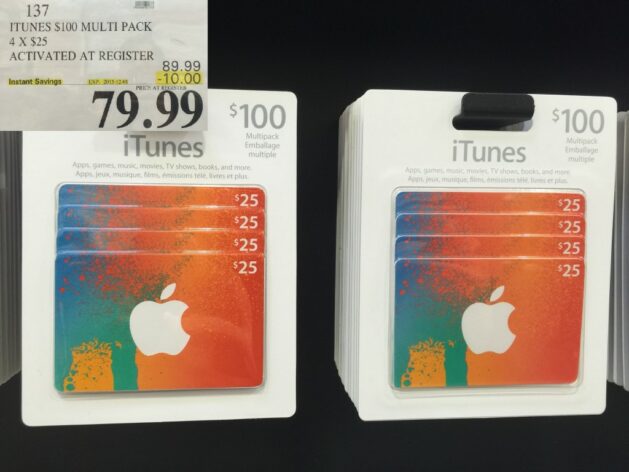 137
ITUNES $100 MULTI PACK
4 X $25
ACTIVATED AT REGISTER
89.99
Instant Savings
-10.00
PRICE AT REGISTER
79.99
$100
Multipack
Emballage
multiple
iTunes
Apps, games, music, movies, TV shows, books, and more.
Apps, jeux, musique, films, émissions télé, livres et plus.
$25
$25
$25
$25
$100
Multipack
Emballage
multiple
iTunes
Apps, games, music, movies, TV shows, books, and more.
Apps, jeux, musique, films, émissions télé, livres et plus.
$25
$25
$25
$25